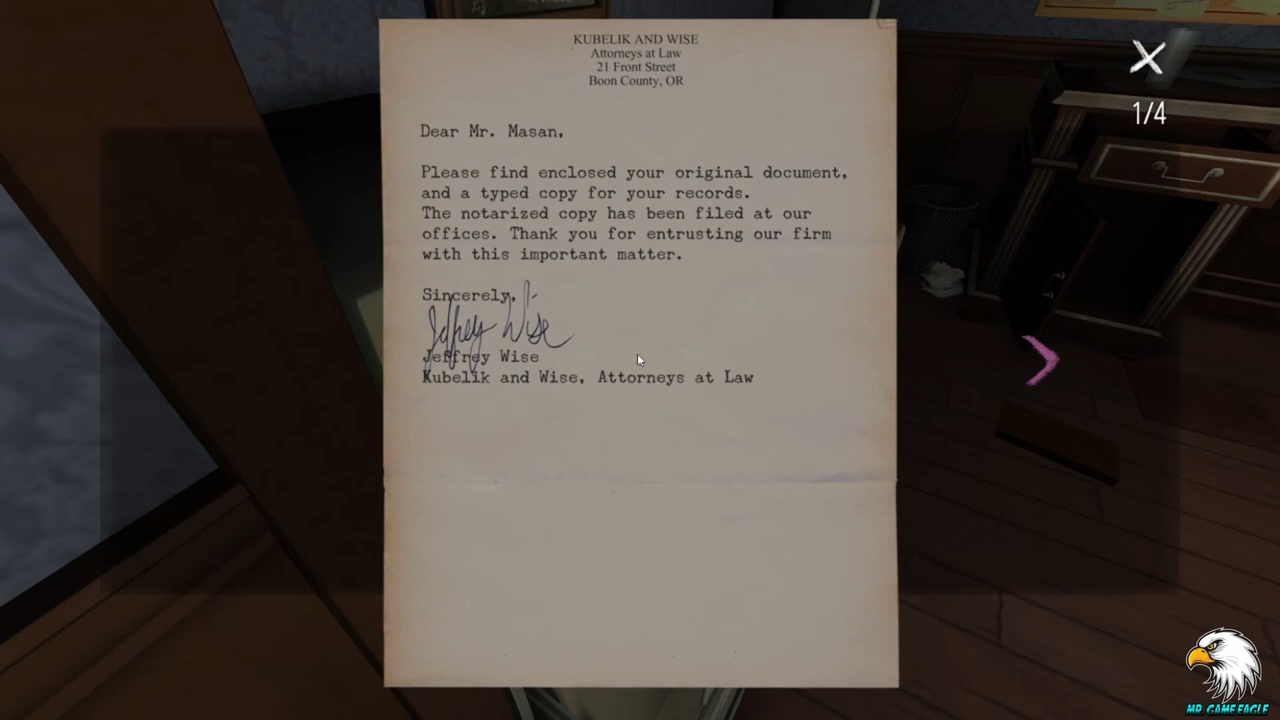 KUBELIK AND WISE
Attorneys at Law
21 Front Street
Boon County, OR
Dear Mr. Masan,
Please find enclosed your original document,
and a typed copy for your records.
The notarized copy has been filed at our
offices. Thank you for entrusting our firm
with this important matter.
Sincerely,
Jeffrey Wise
Jeffrey Wise
Kubelik and Wise, Attorneys at Law
1/4
MR. GAME EAGLE